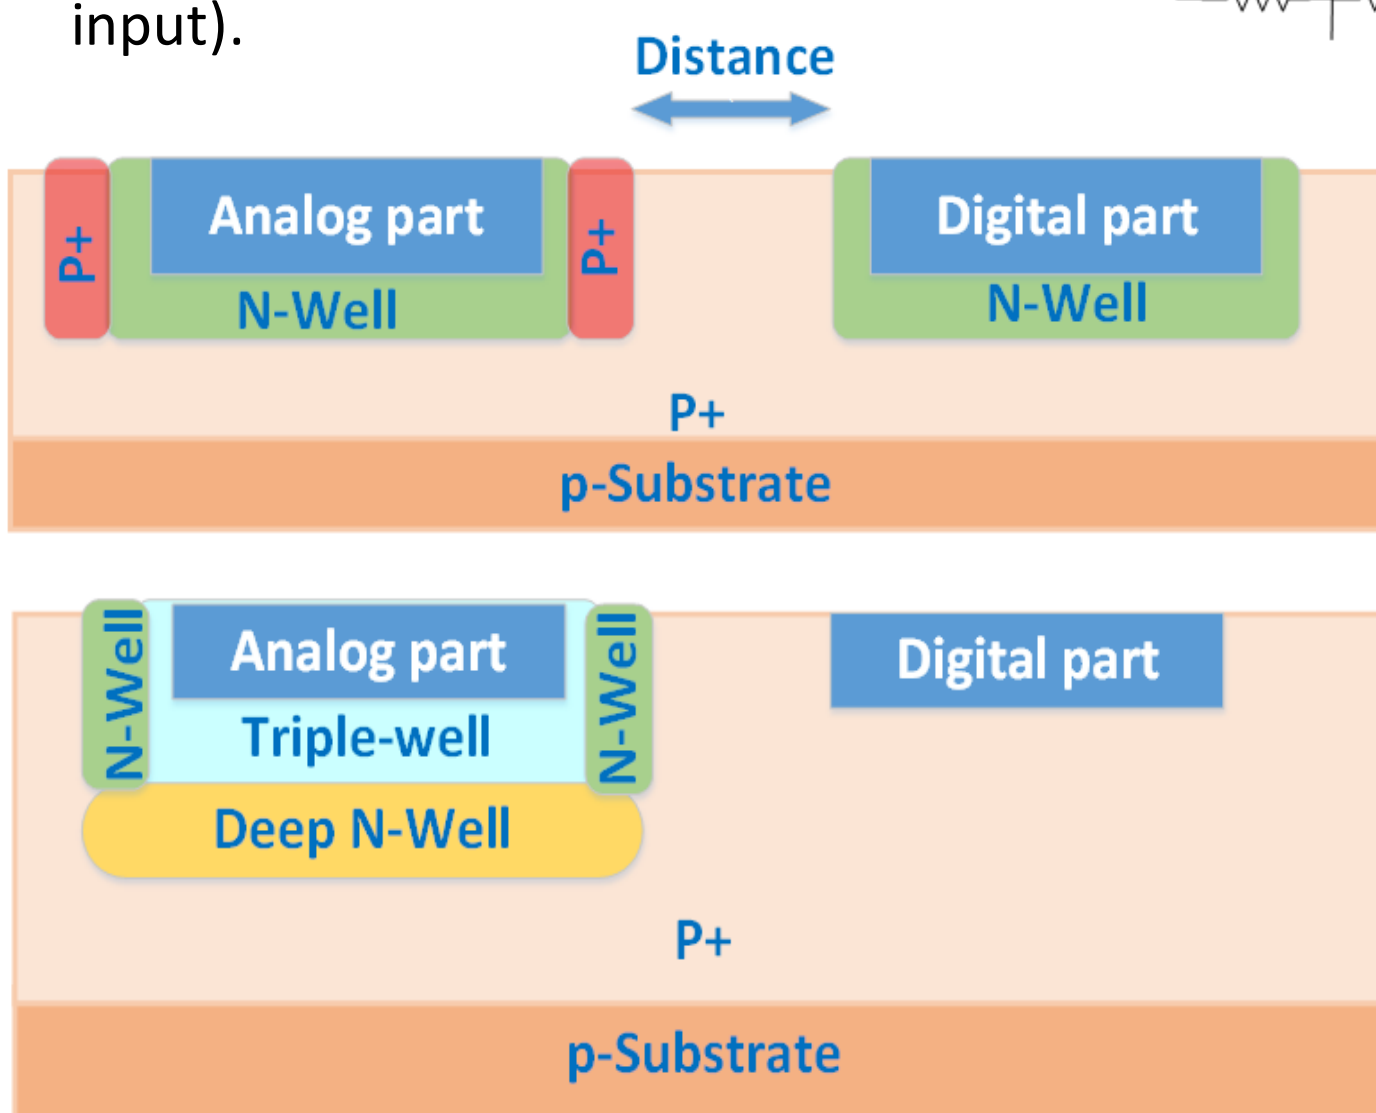 input).
Distance
P+
Analog part
P+
Digital part
N-Well
N-Well
P+
p-Substrate
N-Well
Analog part
N-Well
Digital part
Triple-well
Deep N-Well
P+
p-Substrate